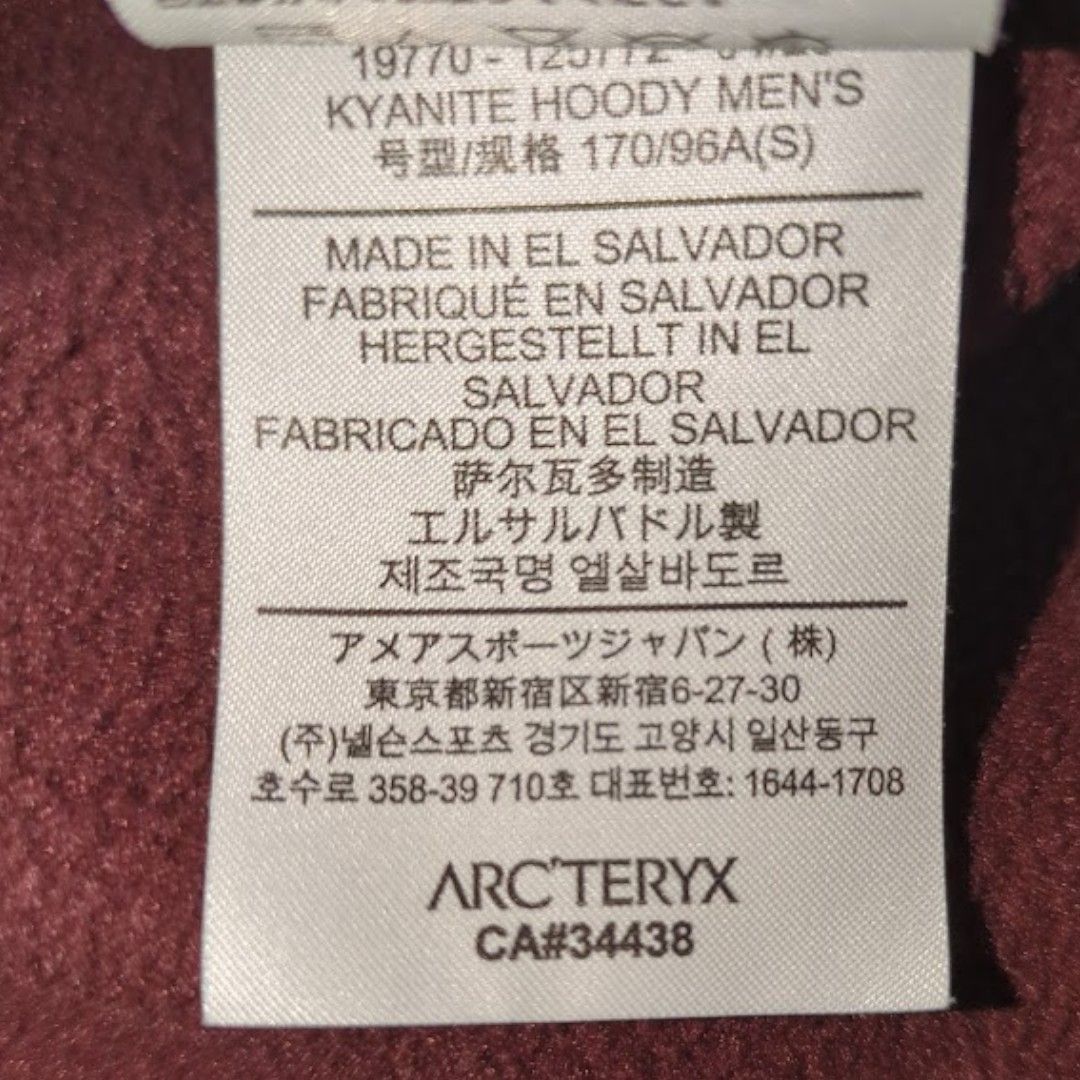 19770 -
KYANITE HOODY MEN'S
号型/规格 170/96A(S)
MADE IN EL SALVADOR
FABRIQUÉ EN SALVADOR
HERGESTELLT IN EL
SALVADOR
FABRICADO EN EL SALVADOR
萨尔瓦多制造
エルサルバドル製
제조국명 엘살바도르
アメアスポーツジャパン ( 株)
東京都新宿区新宿6-27-30
(주)넬슨스포츠 경기도 고양시 일산동구
호수로 358-39 710호 대표번호: 1644-1708
ARC'TERYX
CA#34438